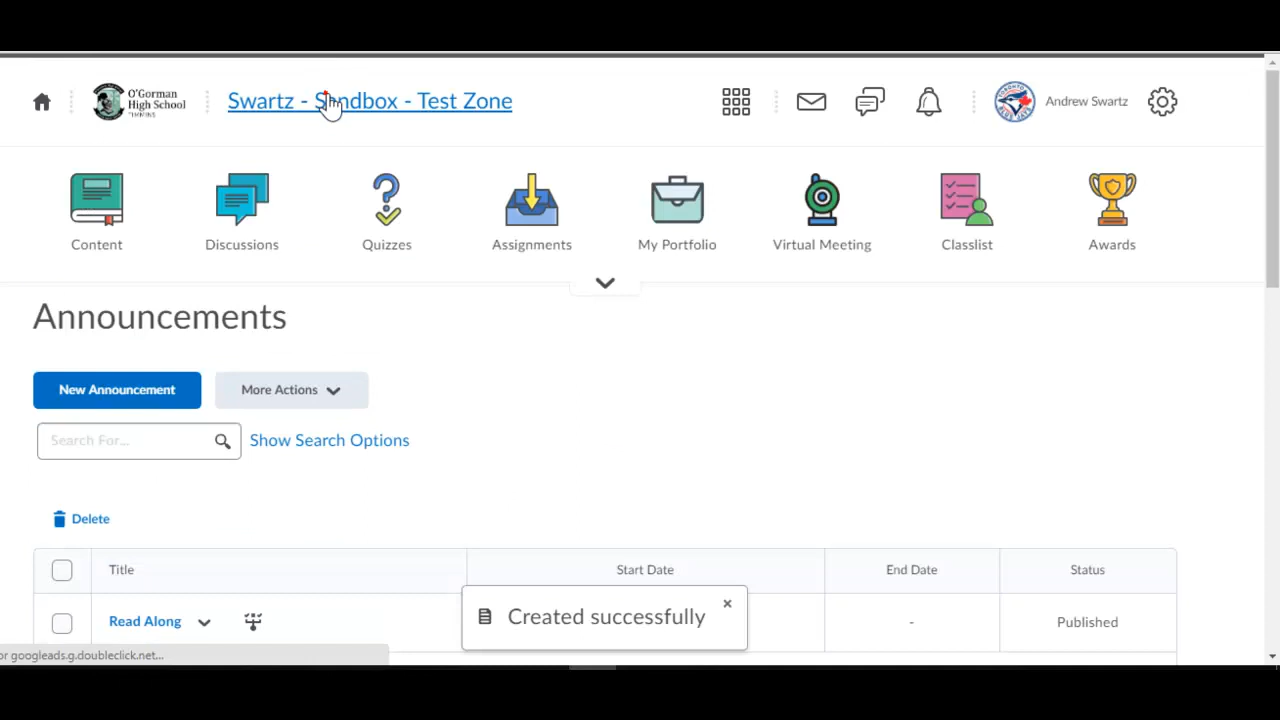 O'Gorman
High School
TIMMINS
Swartz - Sandbox - Test Zone
Andrew Swartz
Content
Discussions
Quizzes
Assignments
My Portfolio
Virtual Meeting
Classlist
Awards
Announcements
New Announcement
More Actions
Search For...
Show Search Options
Delete
Title
Start Date
End Date
Status
Read Along
-
Published
Created successfully
or googleads.g.doubleclick.net...